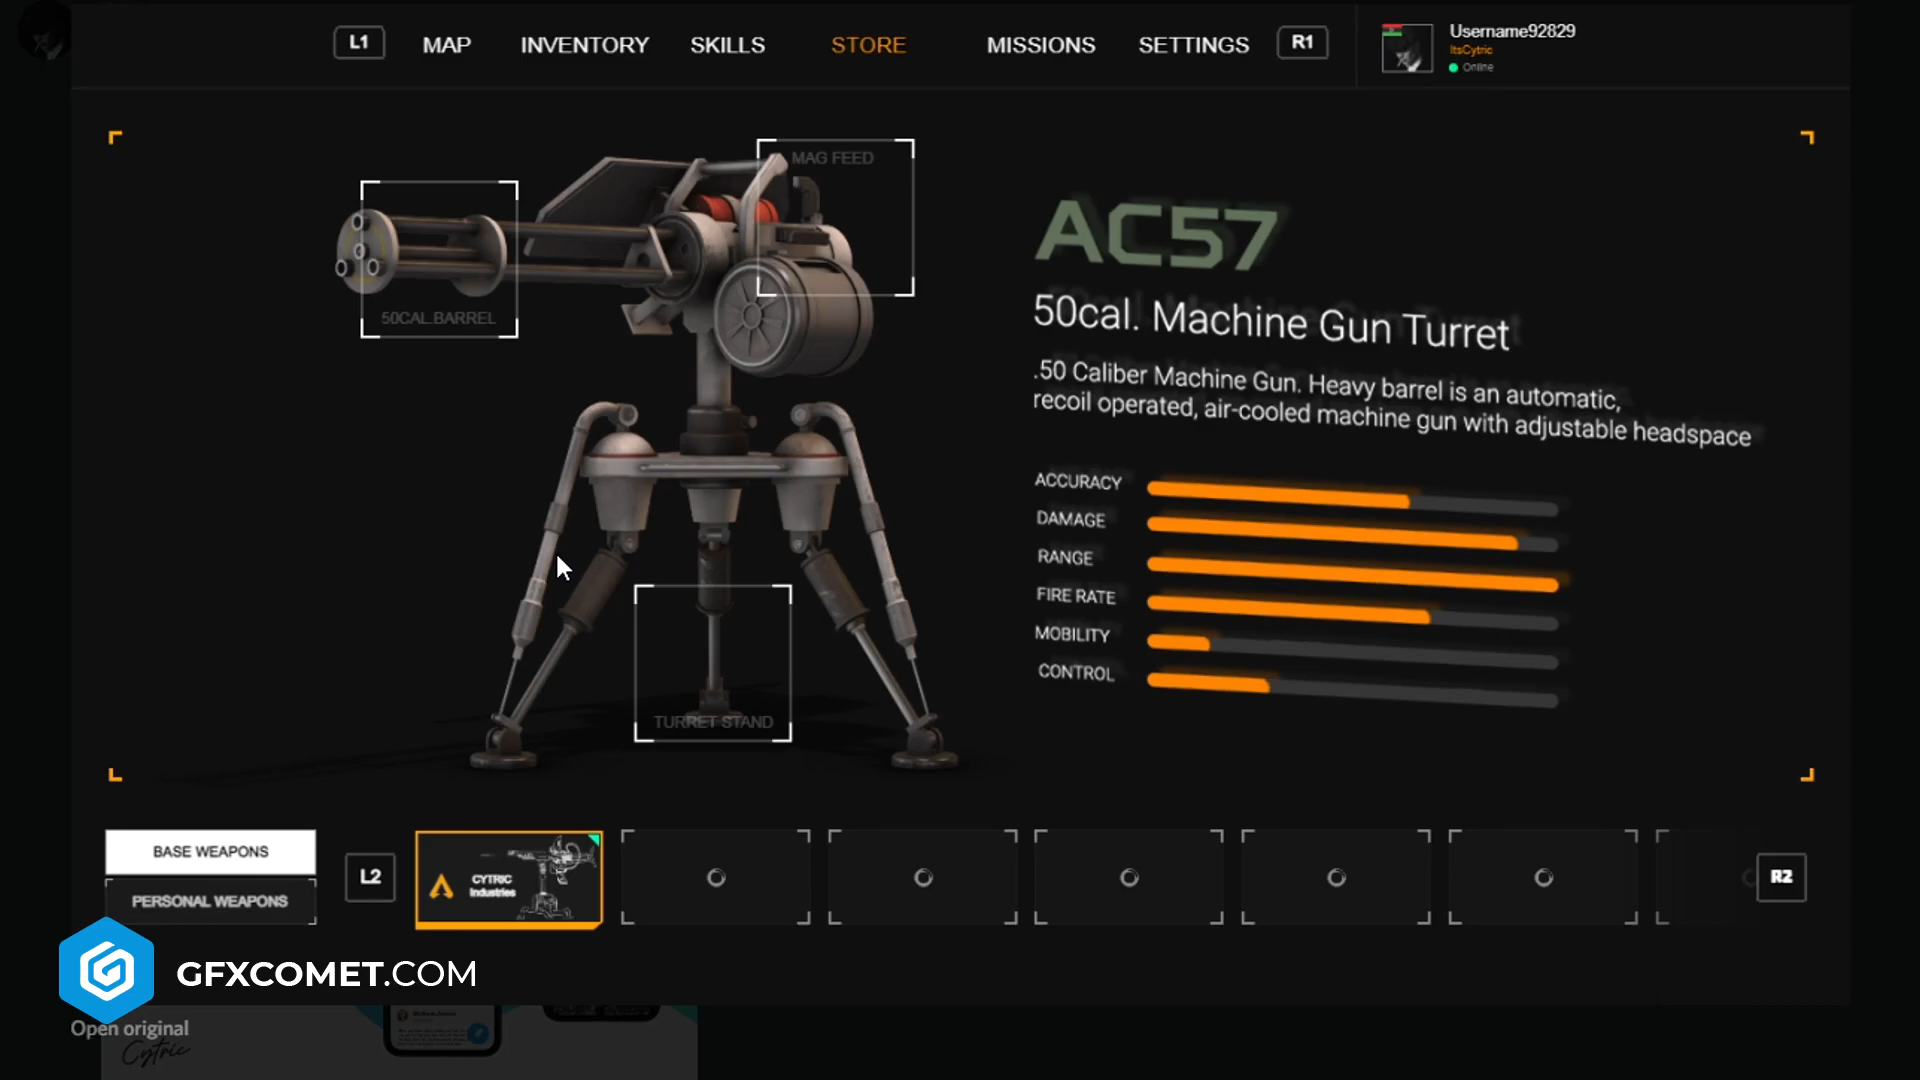 L1
MAP
INVENTORY
SKILLS
STORE
MISSIONS
SETTINGS
R1
Username92829
ItsCytric
Online
MAG FEED
50CAL.BARREL
TURRET STAND
AC57
50cal. Machine Gun Turret
.50 Caliber Machine Gun. Heavy barrel is an automatic,
recoil operated, air-cooled machine gun with adjustable headspace
ACCURACY
DAMAGE
RANGE
FIRE RATE
MOBILITY
CONTROL
BASE WEAPONS
PERSONAL WEAPONS
L2
CYTRIC
Industries
R2
GFXCOMET.COM
Open original
Cytric